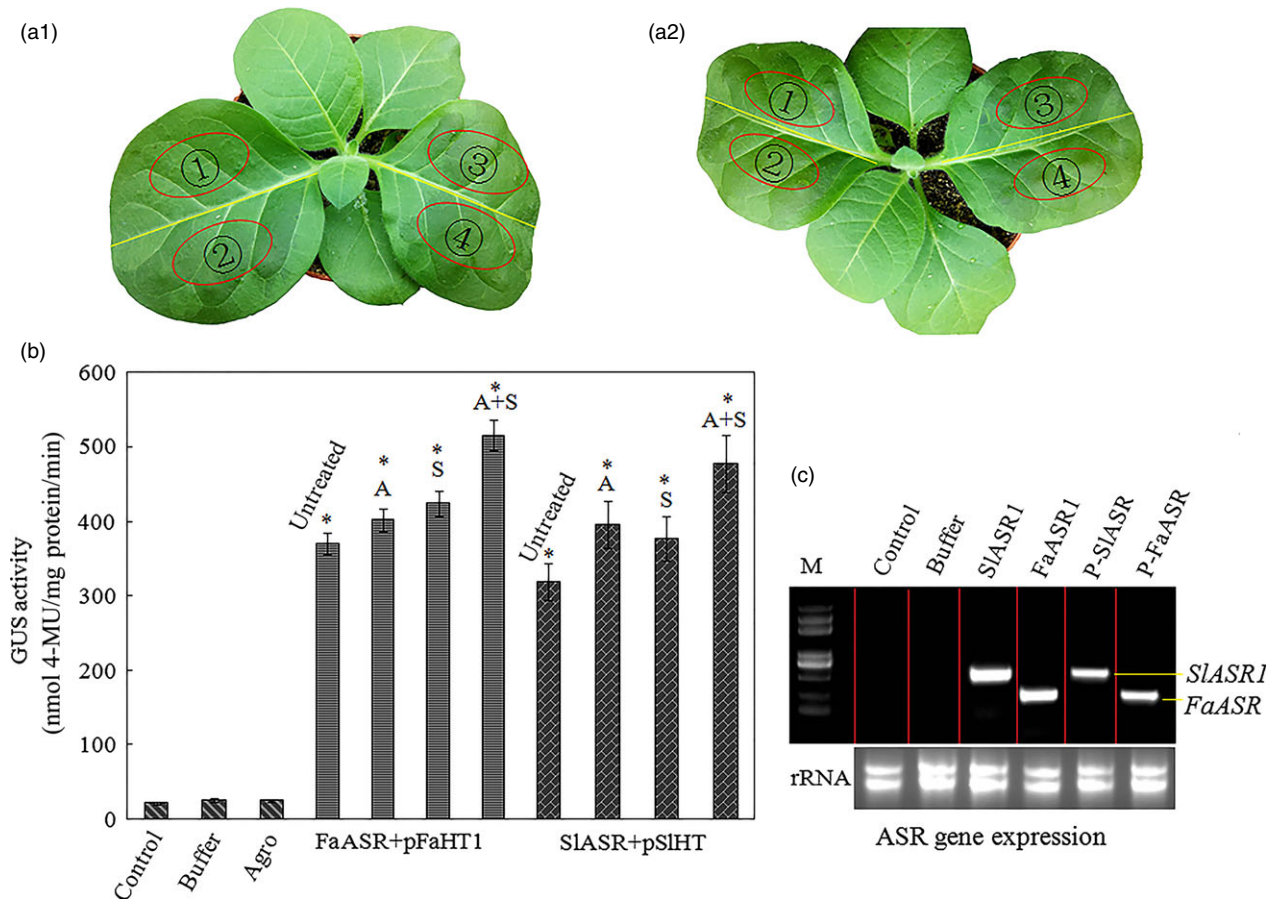 (a1)
(a2)
① ③
② ④
① ③
② ④
(b)
600
500
400
300
200
100
0
GUS activity
(nmol 4-MU/mg protein/min)
Untreated
*
*
A
*
S
*
A+S
Untreated
*
*
A
*
S
*
A+S
Control
Buffer
Agro
FaASR+pFaHT1
SlASR+pSlHT
(c)
M
Control
Buffer
SlASR1
FaASR1
P-SlASR
P-FaASR
SlASR1
FaASR
rRNA
ASR gene expression